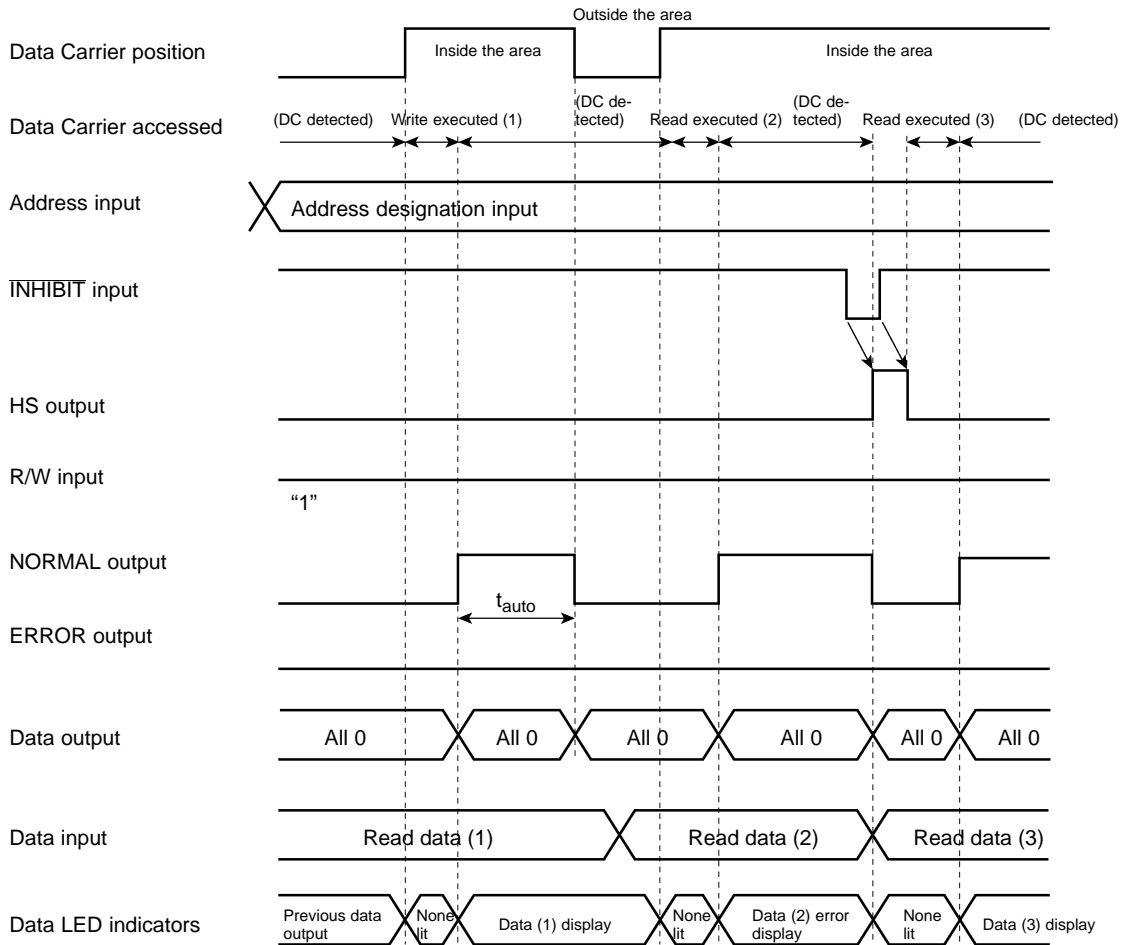 Outside the area
Data Carrier position
Inside the area
Inside the area
Data Carrier accessed
(DC detected)
Write executed (1)
(DC de-
tected)
Read executed (2)
(DC de-
tected)
Read executed (3)
(DC detected)
Address input
Address designation input
INHIBIT input
HS output
R/W input
“1”
NORMAL output
tauto
ERROR output
Data output
All 0
All 0
All 0
All 0
All 0
All 0
Data input
Read data (1)
Read data (2)
Read data (3)
Data LED indicators
Previous data
output
None
lit
Data (1) display
None
lit
Data (2) error
display
None
lit
Data (3) display